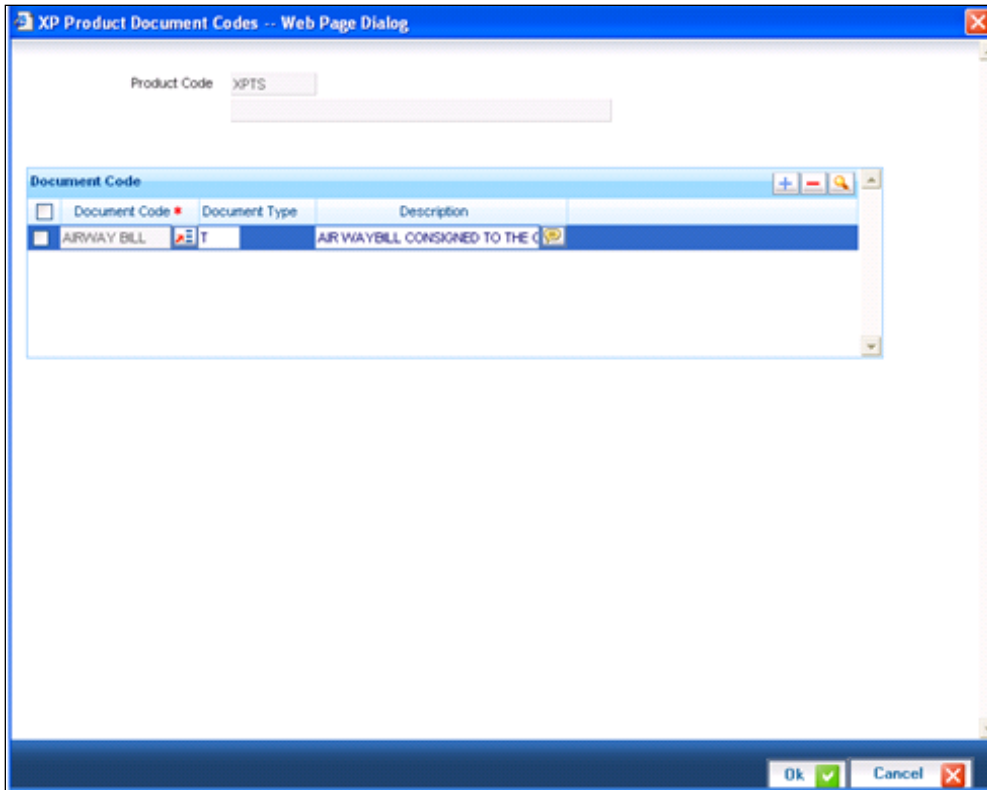 XP Product Document Codes -- Web Page Dialog
Product Code XPTS
Document Code
Document Code * Document Type Description
AIRWAY BILL T AIR WAYBILL CONSIGNED TO THE
Ok Cancel